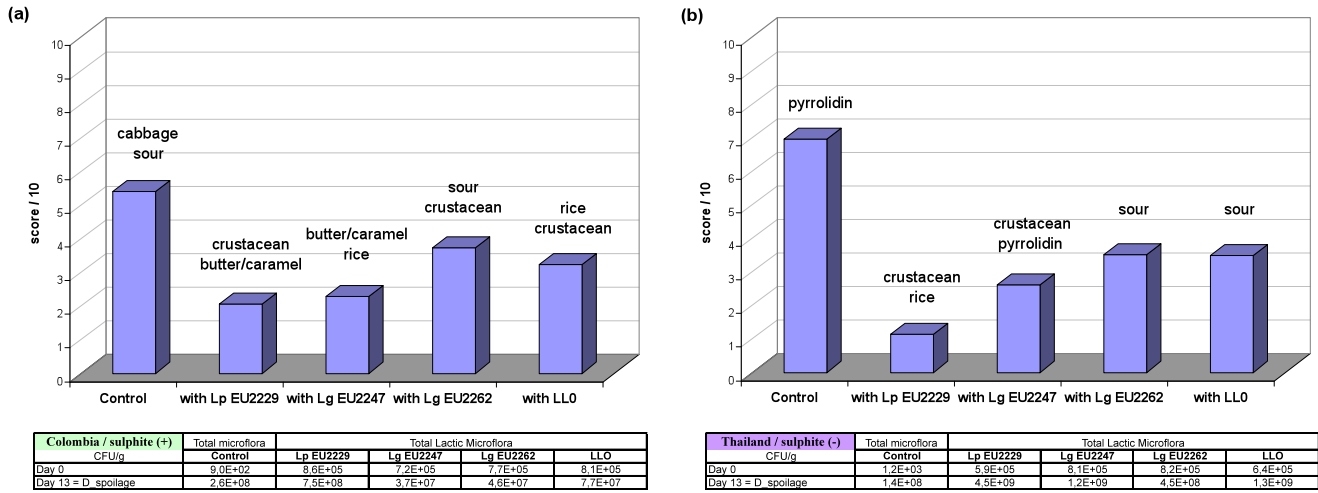 (a)
score / 10
10
9
8
7
6
5
4
3
2
1
0
cabbage
sour
crustacean
butter/caramel
butter/caramel
rice
sour
crustacean
rice
crustacean
Control
with Lp EU2229
with Lg EU2247
with Lg EU2262
with LL0
Colombia / sulphite (+) Total microflora Total Lactic Microflora
CFU/g Control Lp EU2229 Lg EU2247 Lg EU2262 LLO
Day 0 9,0E+02 8,6E+05 7,2E+05 7,7E+05 8,1E+05
Day 13 = D_spoilage 2,6E+08 7,5E+08 3,7E+07 4,6E+07 7,7E+07
(b)
score / 10
10
9
8
7
6
5
4
3
2
1
0
pyrrolidin
crustacean
rice
crustacean
pyrrolidin
sour
sour
Control
with Lp EU2229
with Lg EU2247
with Lg EU2262
with LL0
Thailand / sulphite (-) Total microflora Total Lactic Microflora
CFU/g Control Lp EU2229 Lg EU2247 Lg EU2262 LLO
Day 0 1,2E+03 5,9E+05 8,1E+05 8,2E+05 6,4E+05
Day 13 = D_spoilage 1,4E+08 4,5E+09 1,2E+09 4,5E+08 1,3E+09